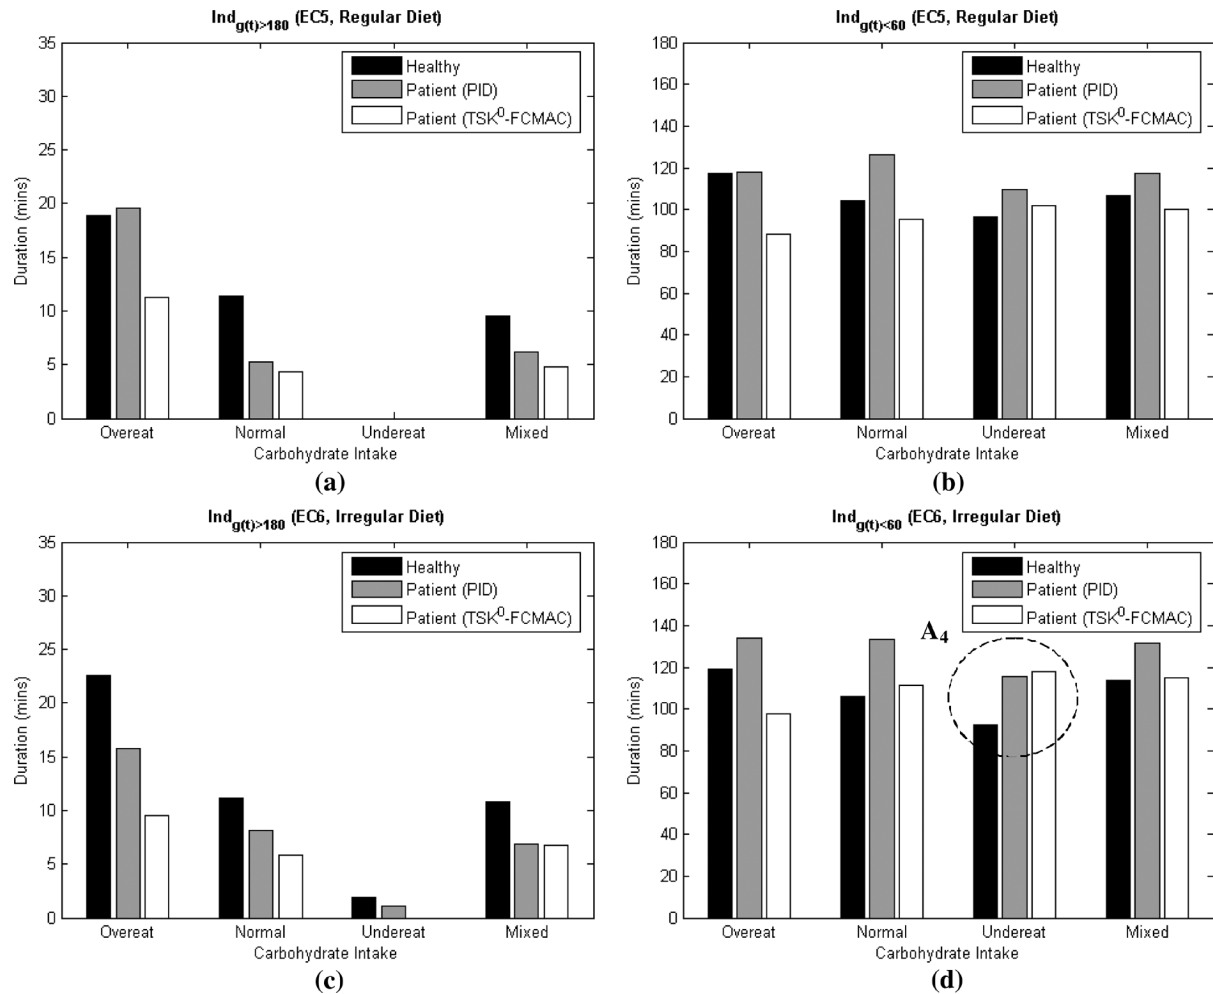 Ind g(t)>180 (EC5, Regular Diet)
35
30
25
20
15
10
5
0
Duration (mins)
Healthy
Patient (PID)
Patient (TSK0-FCMAC)
Overeat Normal Undereat Mixed
Carbohydrate Intake
(a)
Ind g(t)<60 (EC5, Regular Diet)
180
160
140
120
100
80
60
40
20
0
Duration (mins)
Healthy
Patient (PID)
Patient (TSK0-FCMAC)
Overeat Normal Undereat Mixed
Carbohydrate Intake
(b)
Ind g(t)>180 (EC6, Irregular Diet)
35
30
25
20
15
10
5
0
Duration (mins)
Healthy
Patient (PID)
Patient (TSK0-FCMAC)
Overeat Normal Undereat Mixed
Carbohydrate Intake
(c)
Ind g(t)<60 (EC6, Irregular Diet)
180
160
140
120
100
80
60
40
20
0
Duration (mins)
Healthy
Patient (PID)
Patient (TSK0-FCMAC)
A4
Overeat Normal Undereat Mixed
Carbohydrate Intake
(d)